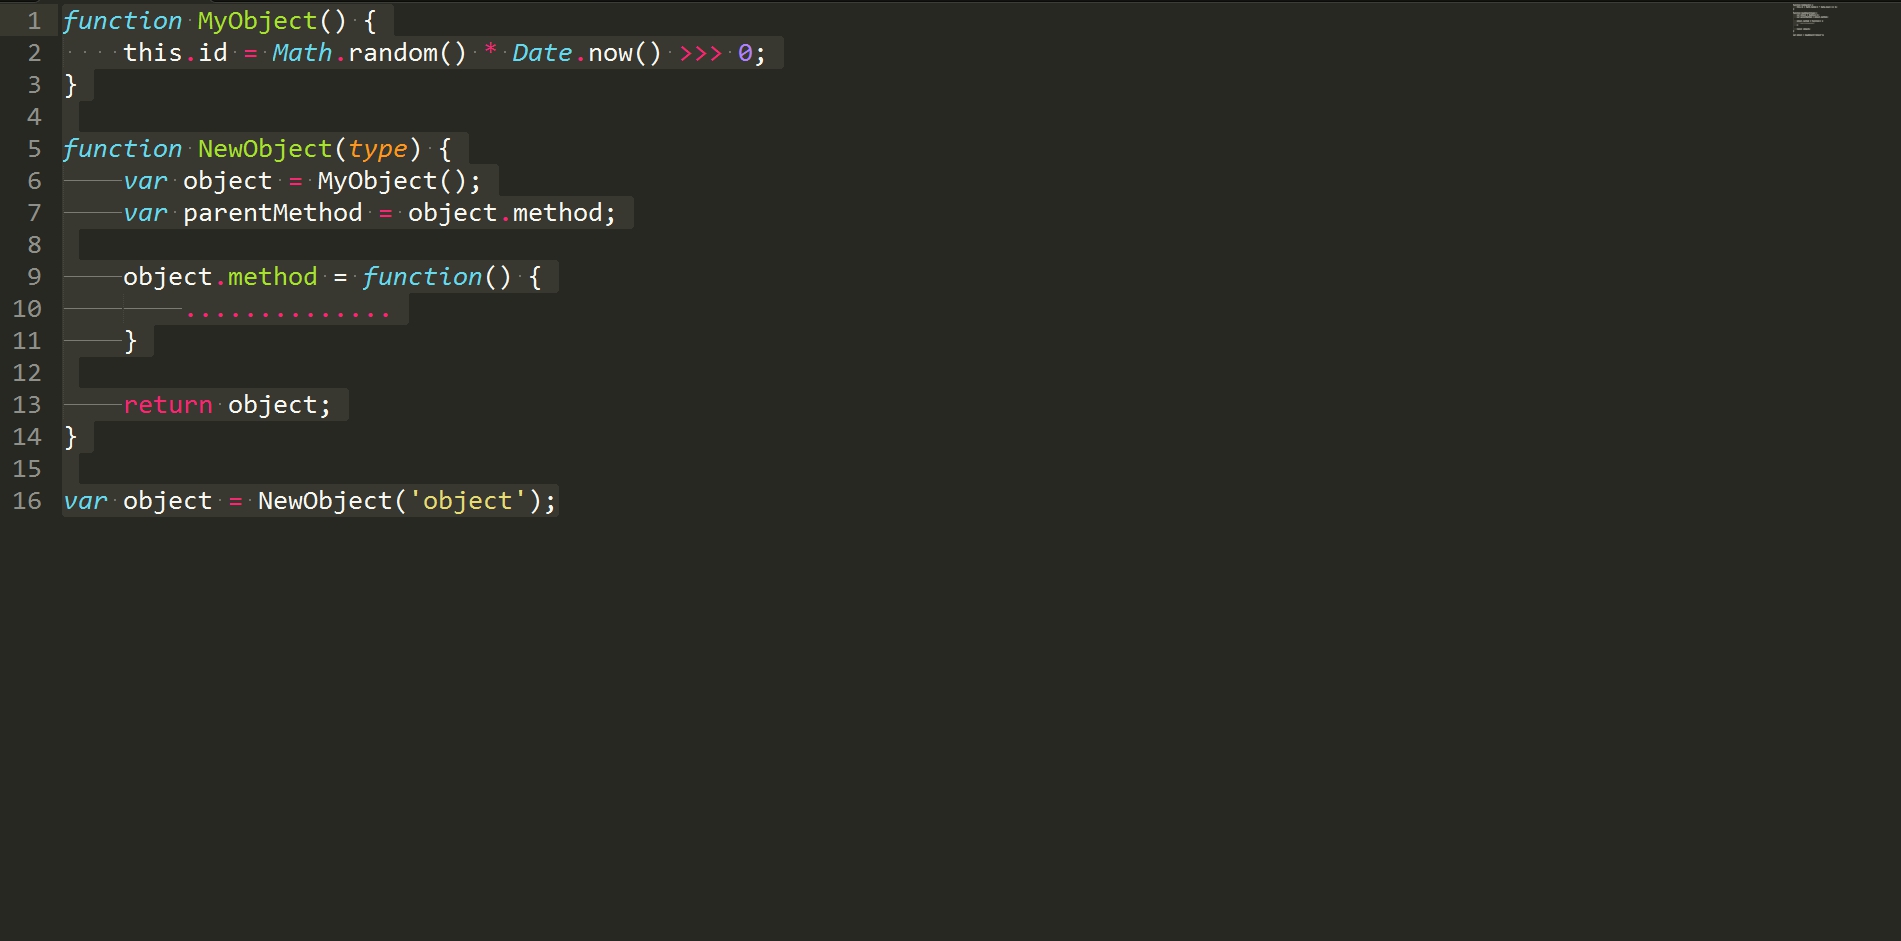 1 function MyObject() {
2     this.id = Math.random() * Date.now() >>> 0;
3 }
4
5 function NewObject(type) {
6     var object = MyObject();
7     var parentMethod = object.method;
8
9     object.method = function() {
10         ..............
11     }
12
13     return object;
14 }
15
16 var object = NewObject('object');